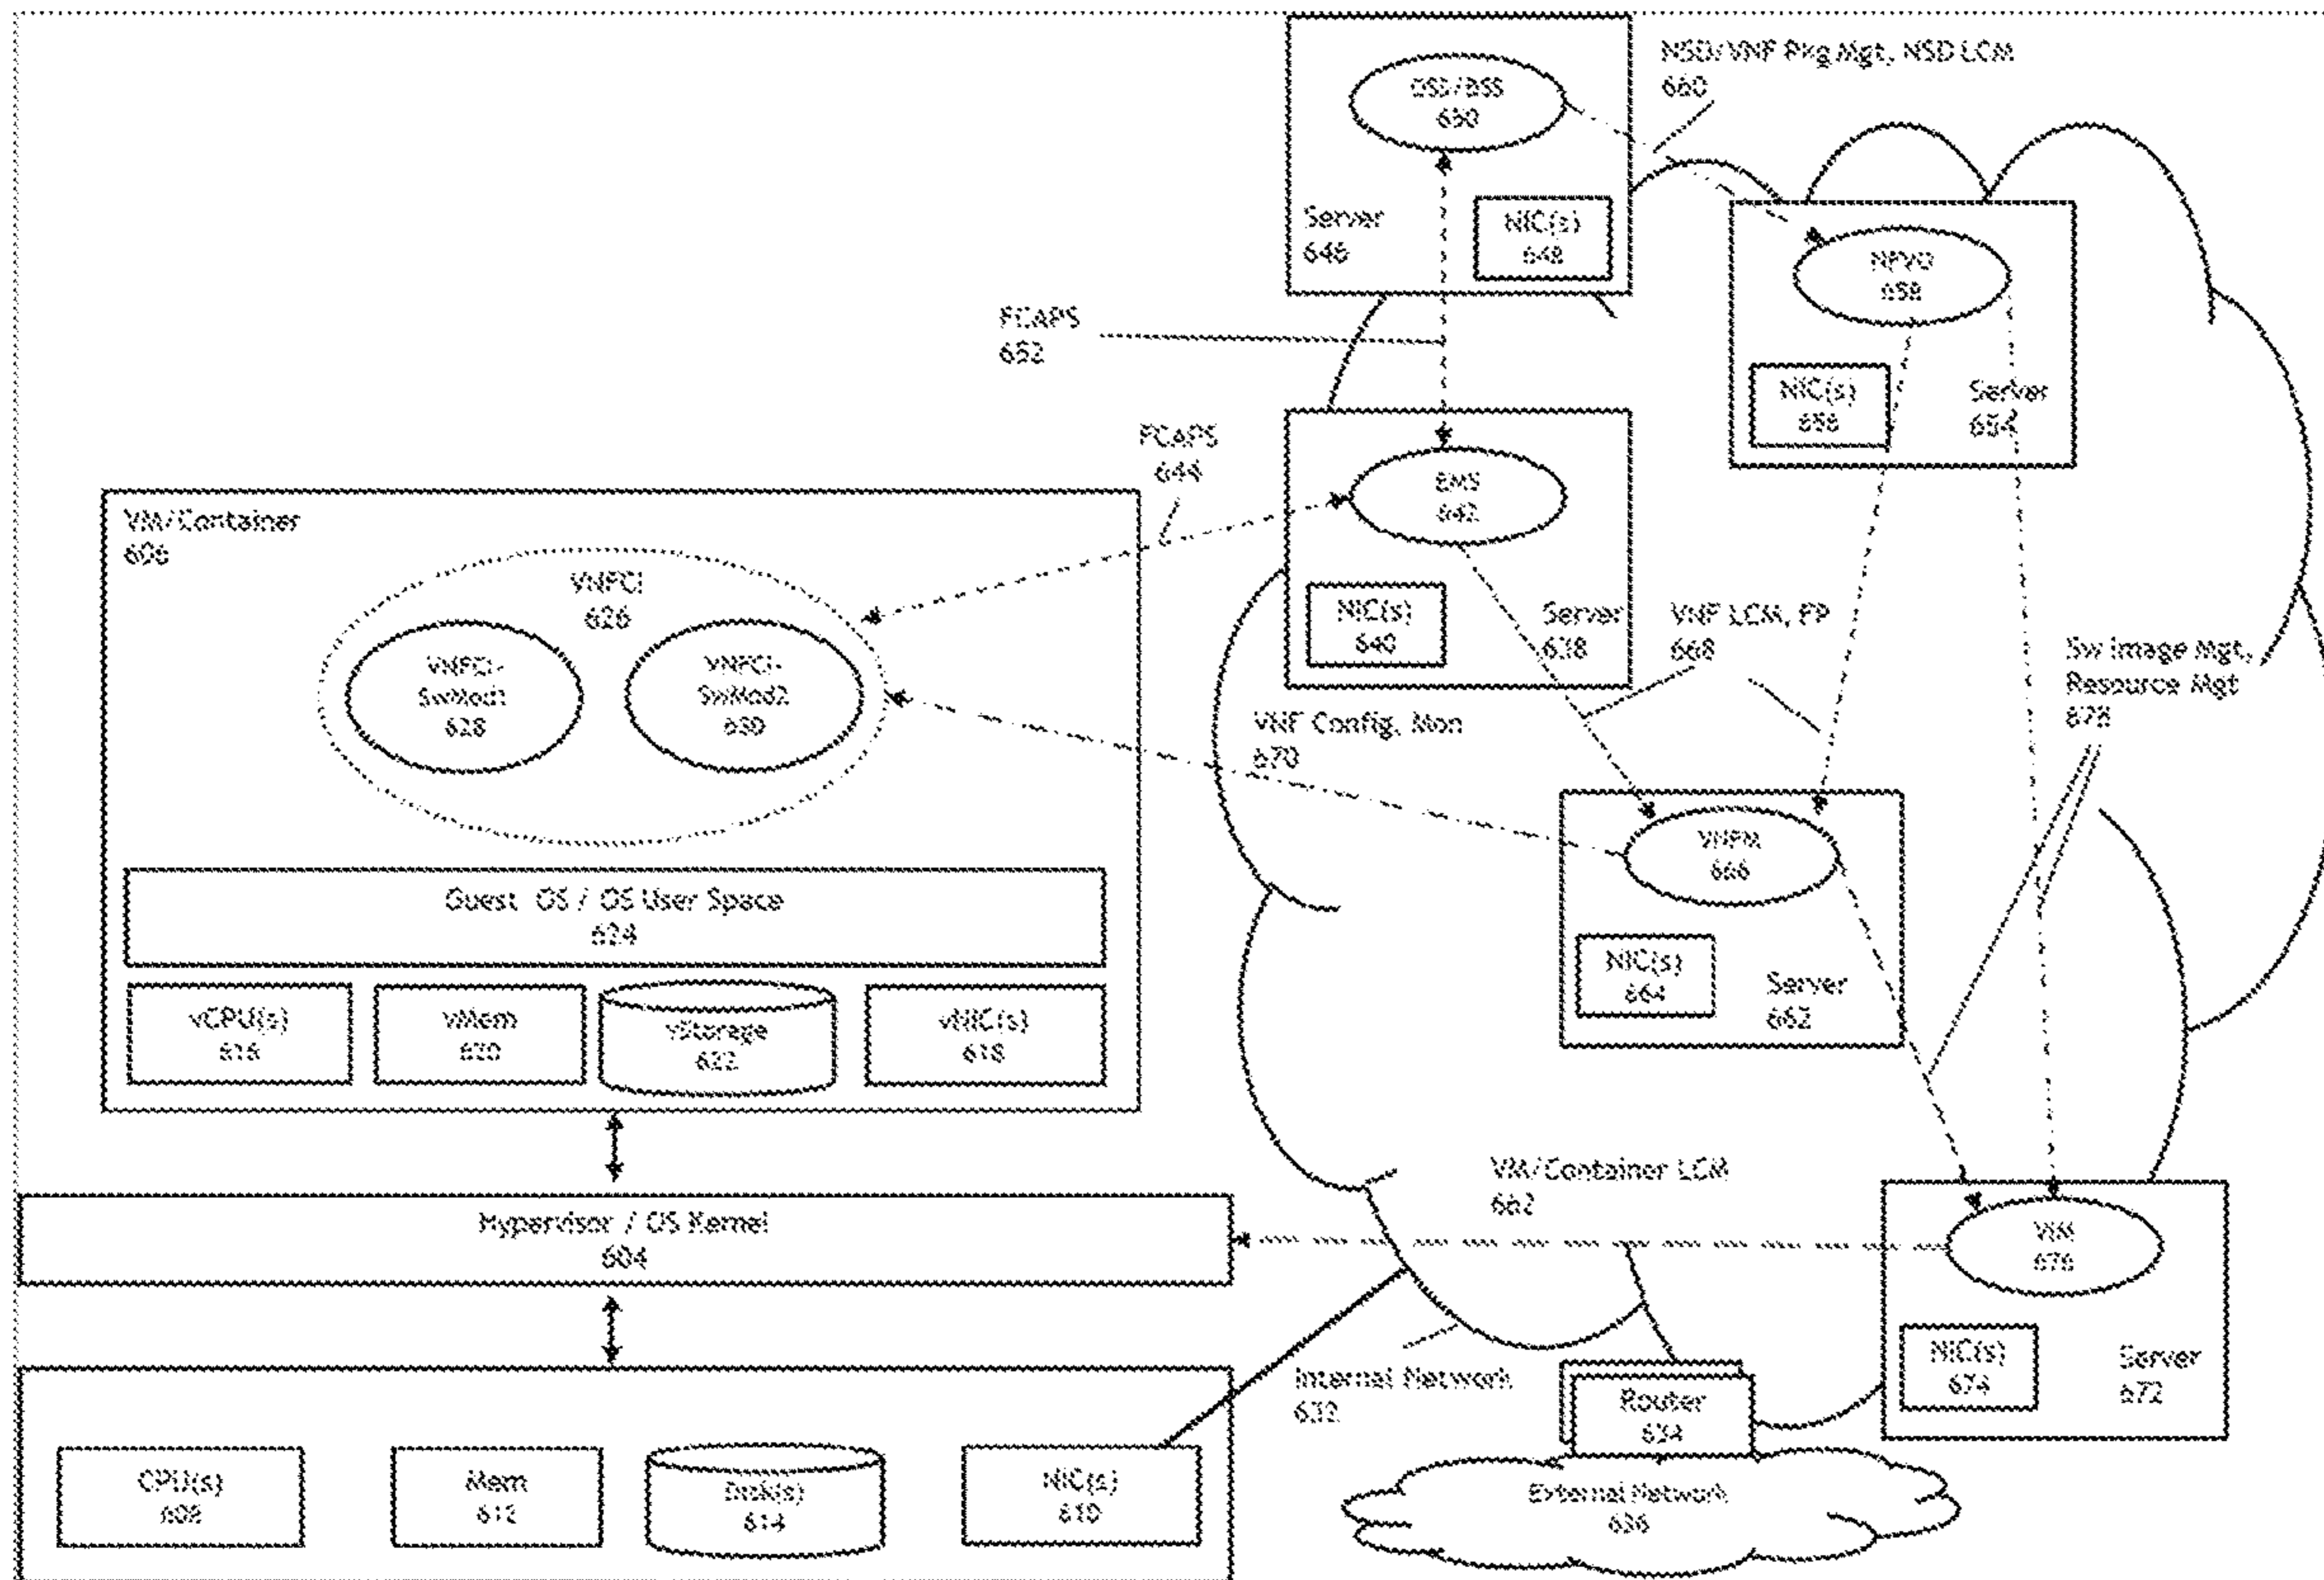 NSD/VNF Pkg Mgt, NSD LCM
660
OSS/BSS
650
Server
646
NIC(s)
648
NFVO
658
NIC(s)
656
Server
654
FCAPS
652
FCAPS
644
EMS
642
NIC(s)
640
Server
638
VNF LCM, FP
668
Sw Image Mgt,
Resource Mgt
678
VM/Container
606
VNFCI
626
VNFCI-
SwMod1
628
VNFCI-
SwMod2
630
VNF Config, Mon
670
VNFM
666
NIC(s)
664
Server
662
Guest OS / OS User Space
624
vCPU(s)
616
vMem
620
vStorage
622
vNIC(s)
618
VM/Container LCM
662
Hypervisor / OS Kernel
604
VIM
676
NIC(s)
674
Server
672
Internal Network
632
Router
634
External Network
636
CPU(s)
608
Mem
612
Disk(s)
614
NIC(s)
610